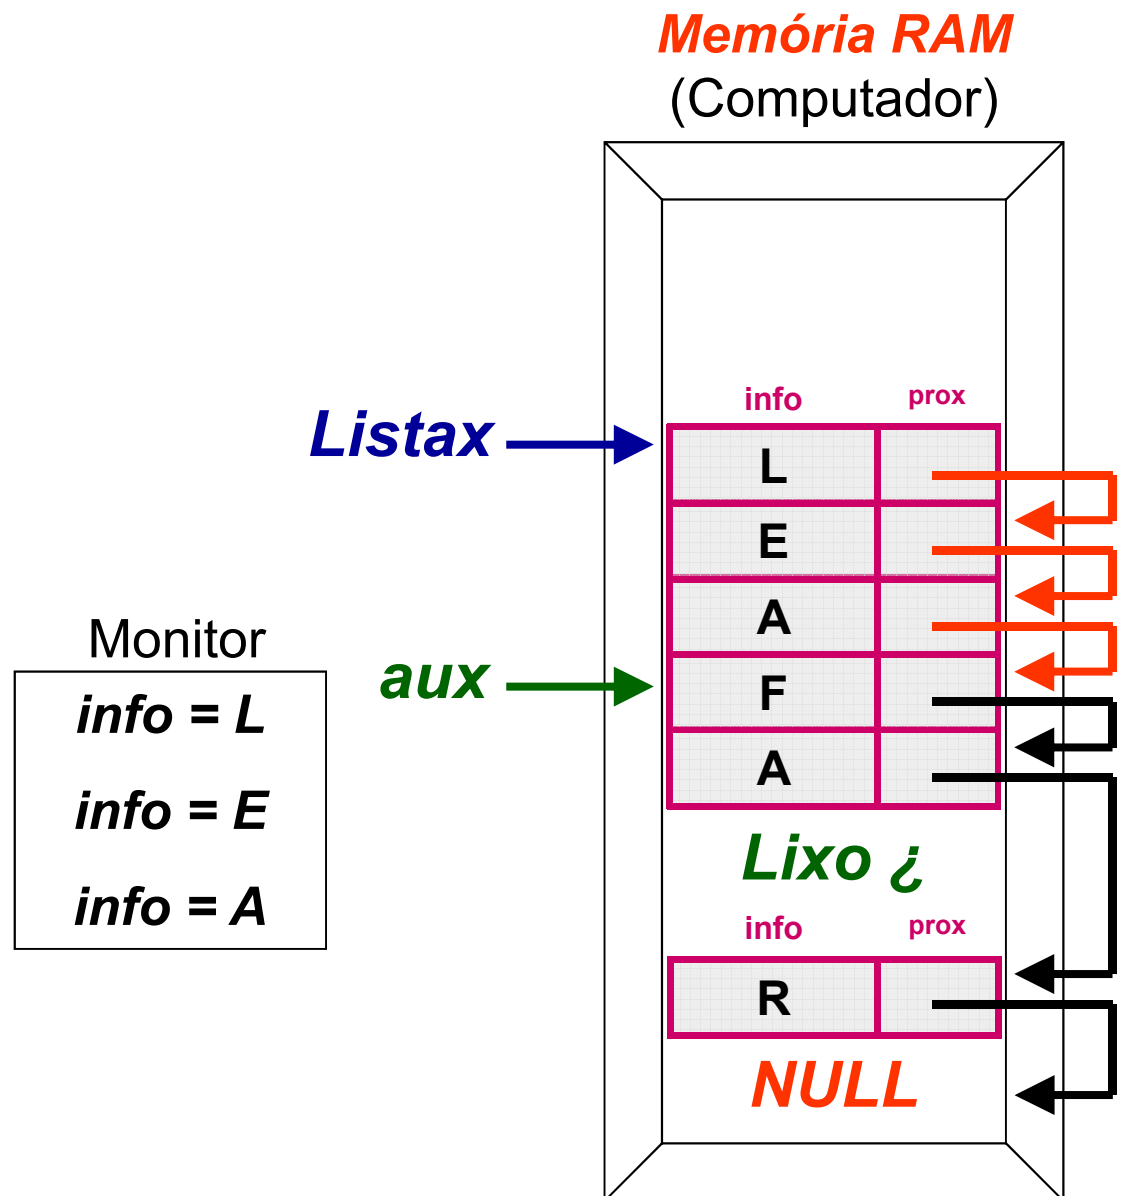 Memória RAM
(Computador)
info prox
Listax
L
E
A
Monitor
aux
F
info = L
A
info = E
Lixo ¿
info = A
info prox
R
NULL